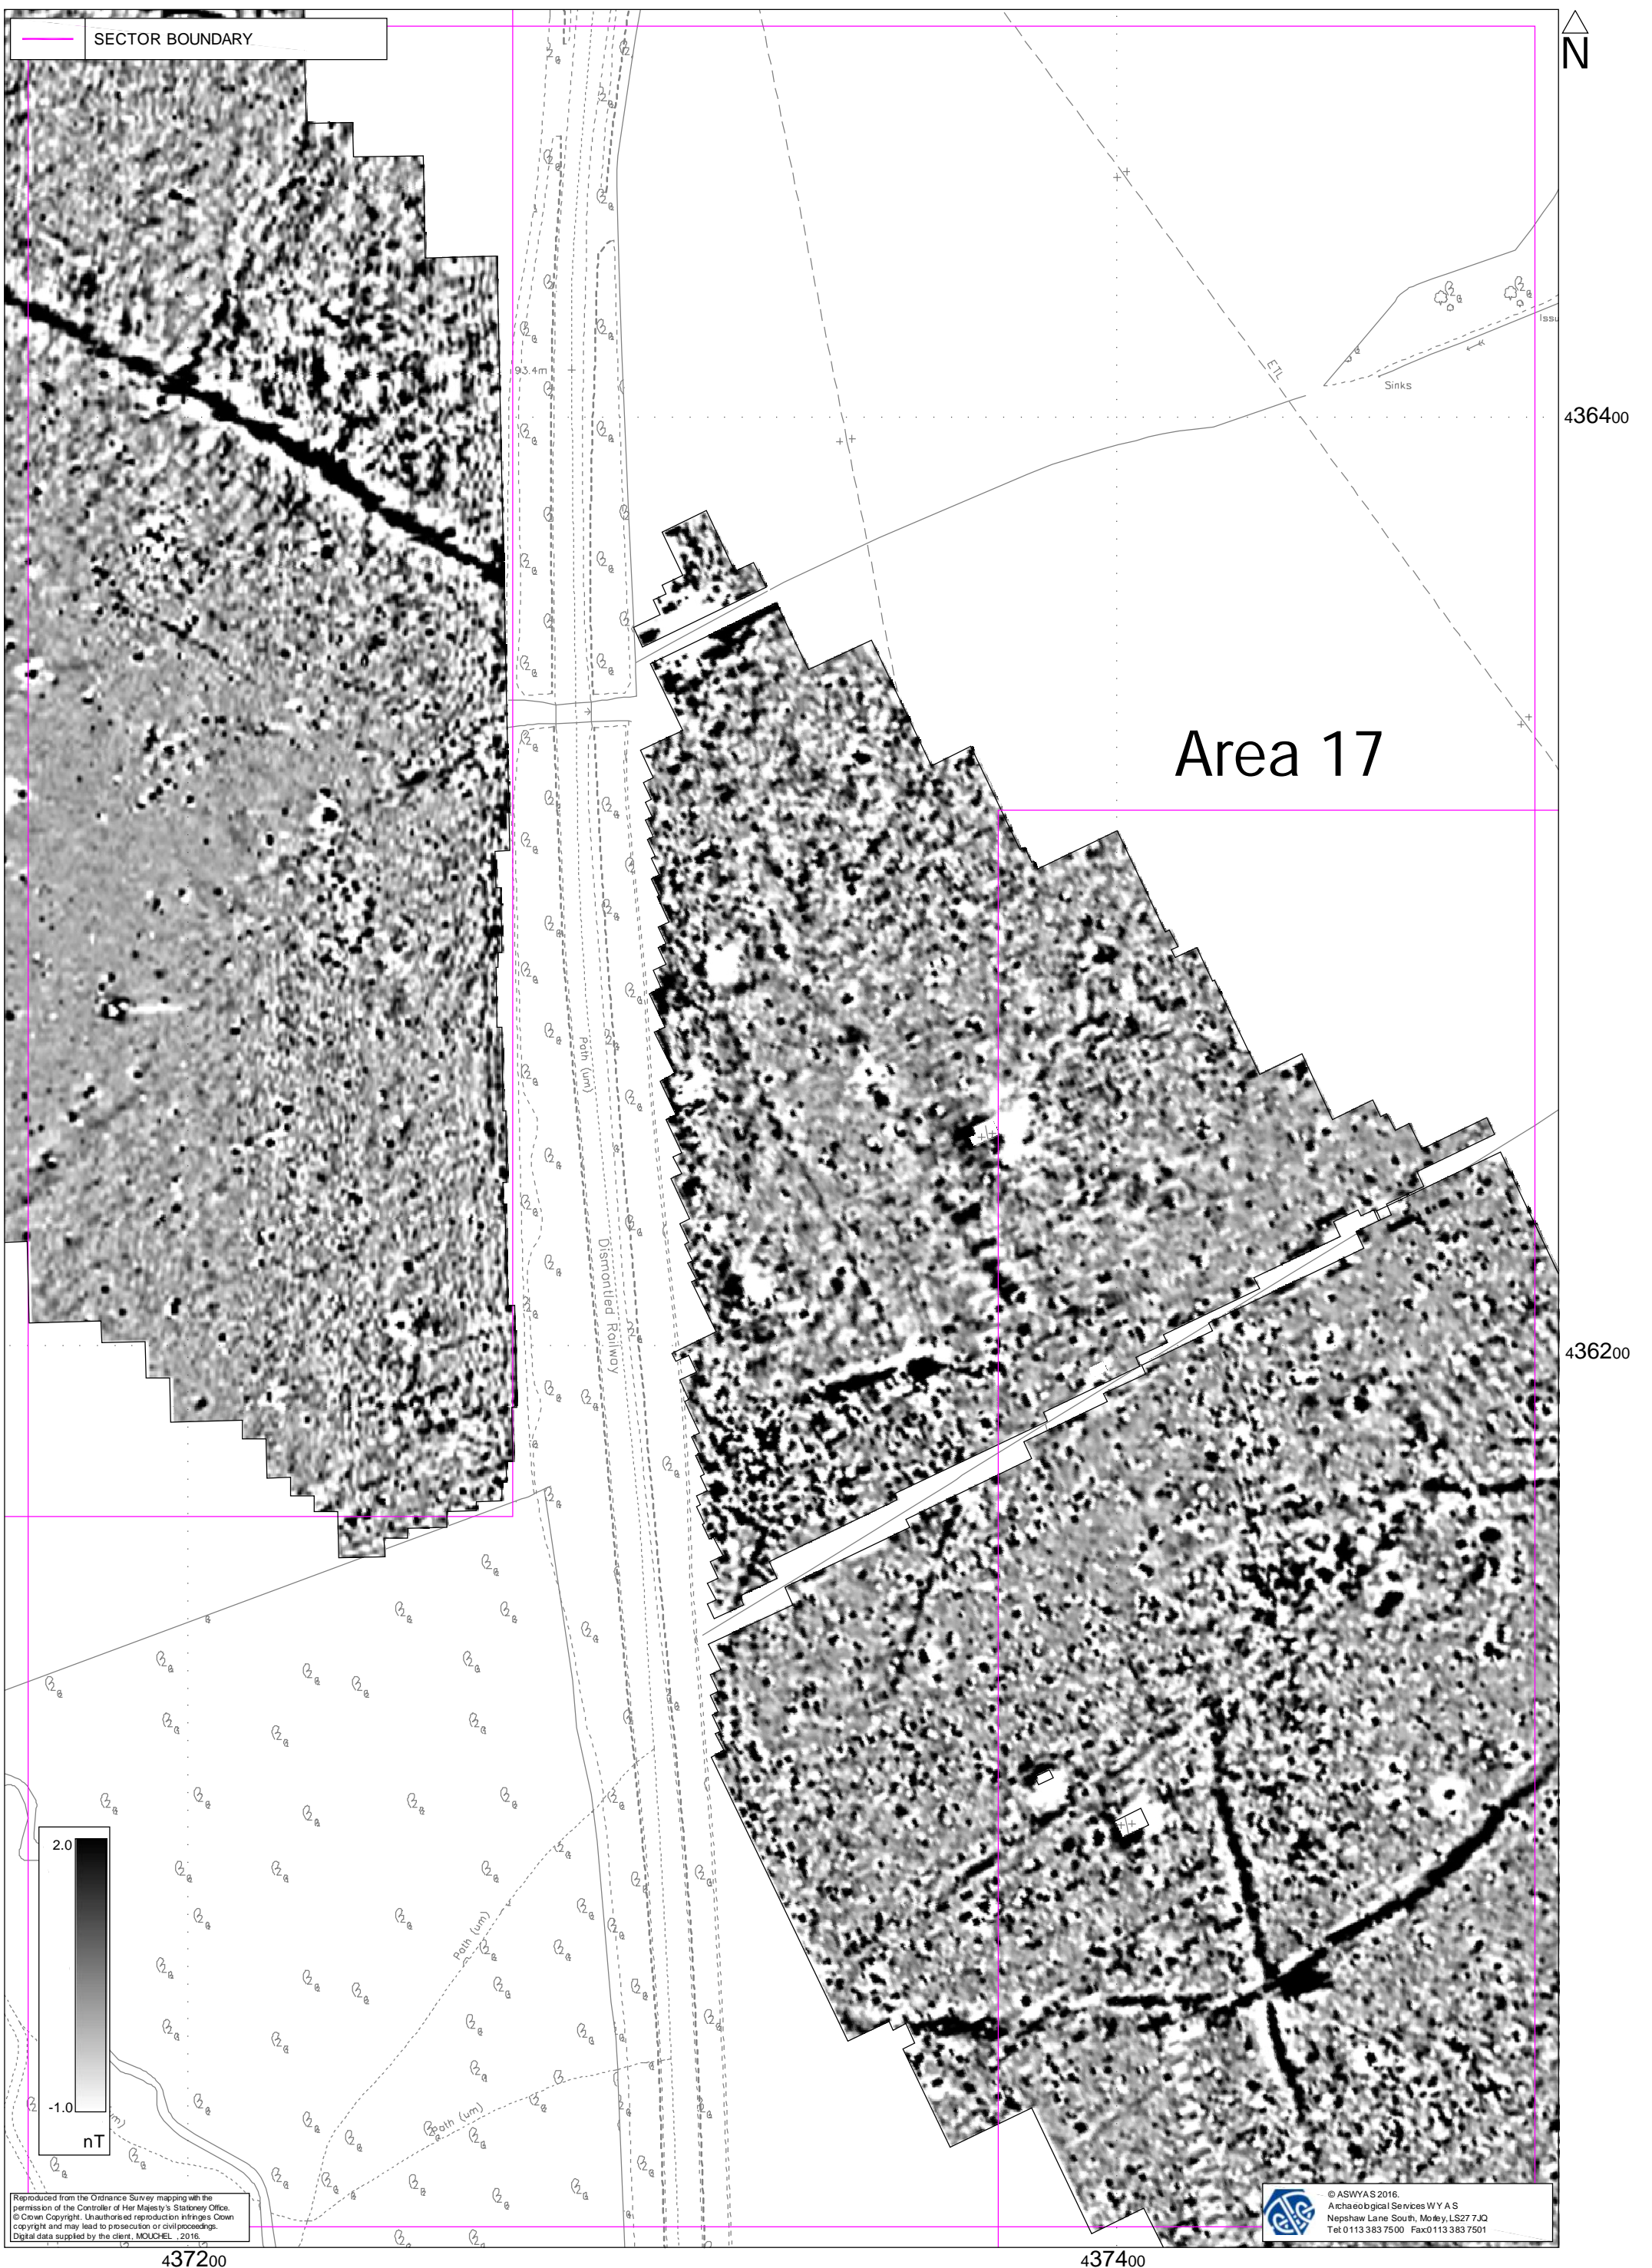 SECTOR BOUNDARY
N
93.4m
ETL
Sinks
436400
Area 17
Path (um)
Dismantled Railway
436200
Path (um)
Path (um)
2.0
-1.0
nT
Reproduced from the Ordnance Survey mapping with the
permission of the Controller of Her Majesty's Stationery Office.
© Crown Copyright. Unauthorised reproduction infringes Crown
copyright and may lead to prosecution or civil proceedings.
Digital data supplied by the client, MOUCHEL , 2016.
© ASWYAS 2016.
Archaeological Services W Y A S
Nepshaw Lane South, Morley, LS27 7JQ
Tel: 0113 383 7500 Fax: 0113 383 7501
437200
437400